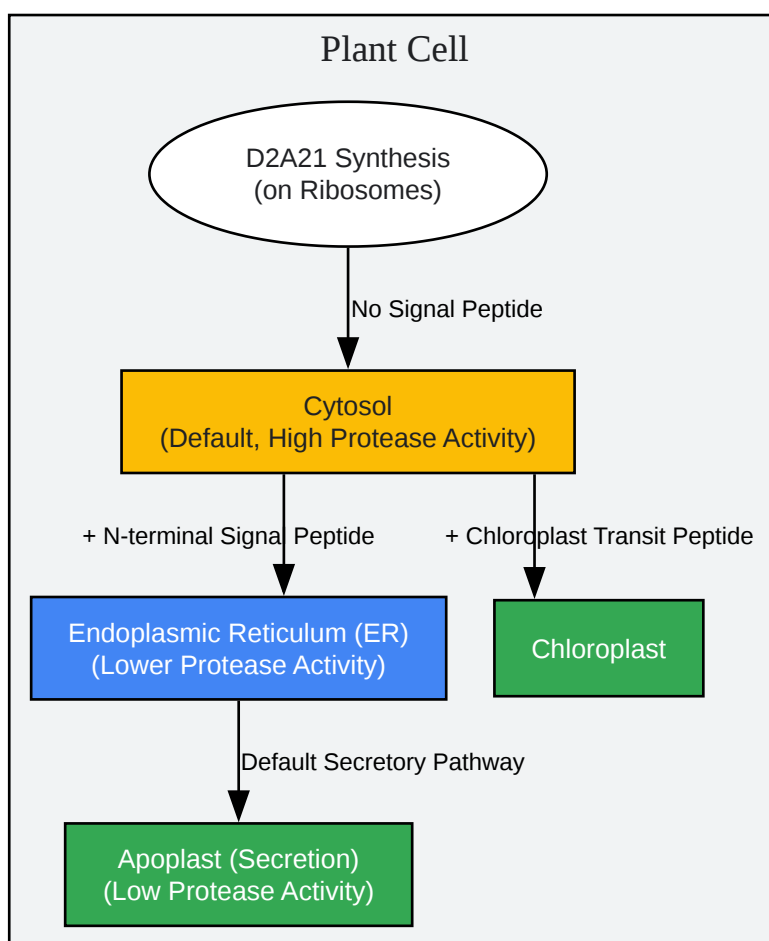 Plant Cell
D2A21 Synthesis
(on Ribosomes)
No Signal Peptide
Cytosol
(Default, High Protease Activity)
+ N-terminal Signal Peptide
+ Chloroplast Transit Peptide
Endoplasmic Reticulum (ER)
(Lower Protease Activity)
Chloroplast
Default Secretory Pathway
Apoplast (Secretion)
(Low Protease Activity)